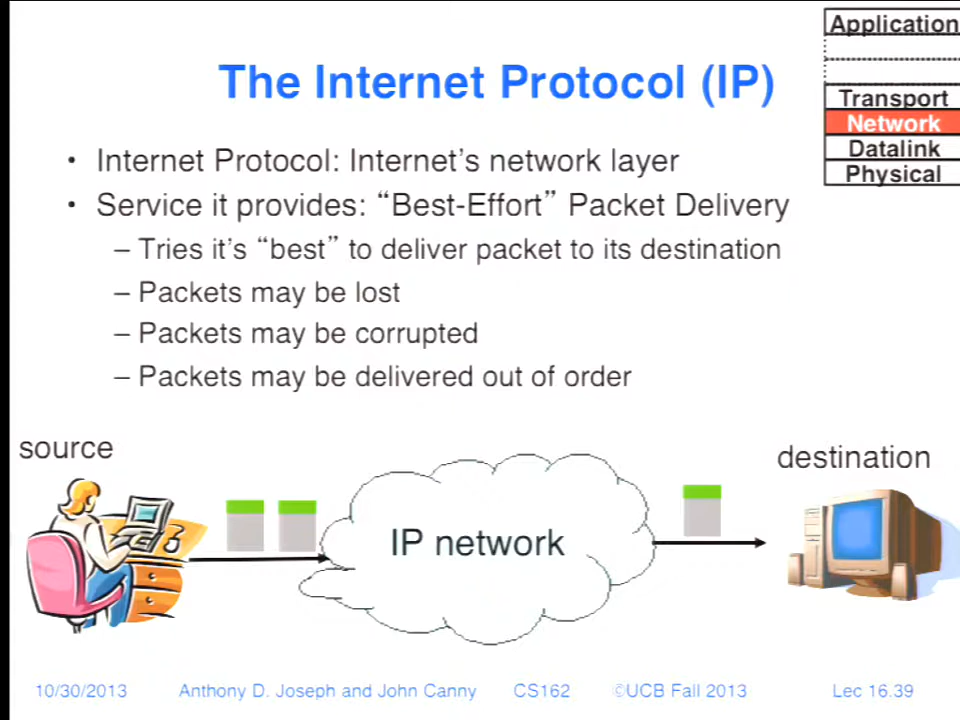 Application
The Internet Protocol (IP)
Transport
Network
Datalink
Physical
• Internet Protocol: Internet's network layer
• Service it provides: “Best-Effort” Packet Delivery
– Tries it's “best” to deliver packet to its destination
– Packets may be lost
– Packets may be corrupted
– Packets may be delivered out of order
source
destination
IP network
10/30/2013 Anthony D. Joseph and John Canny CS162 ©UCB Fall 2013 Lec 16.39